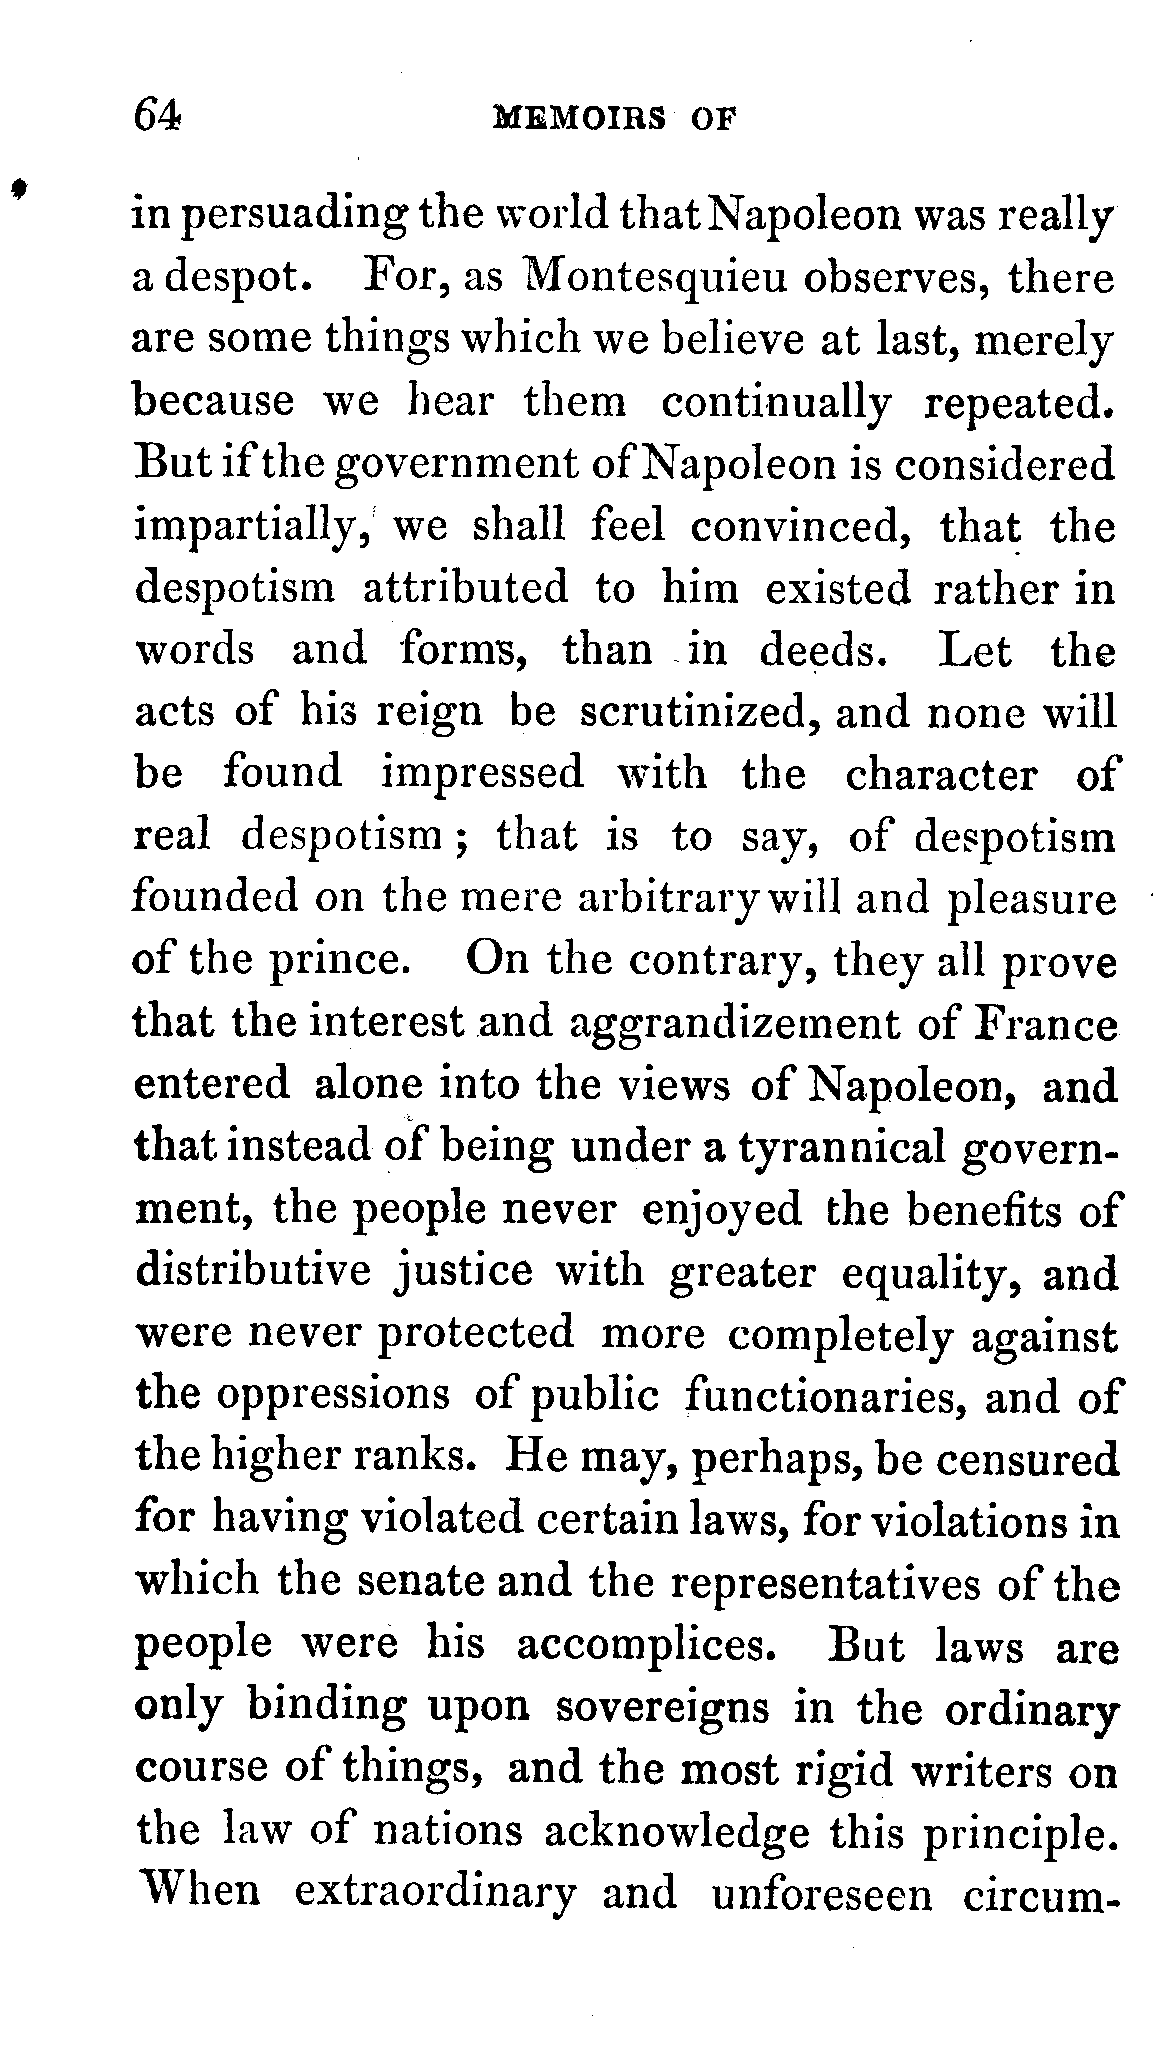 64 MEMOIRS OF
in persuading the world that Napoleon was really
a despot. For, as Montesquieu observes, there
are some things which we believe at last, merely
because we hear them continually repeated.
But if the government of Napoleon is considered
impartially, we shall feel convinced, that the
despotism attributed to him existed rather in
words and forms, than in deeds. Let the
acts of his reign be scrutinized, and none will
be found impressed with the character of
real despotism; that is to say, of despotism
founded on the mere arbitrary will and pleasure
of the prince. On the contrary, they all prove
that the interest and aggrandizement of France
entered alone into the views of Napoleon, and
that instead of being under a tyrannical govern-
ment, the people never enjoyed the benefits of
distributive justice with greater equality, and
were never protected more completely against
the oppressions of public functionaries, and of
the higher ranks. He may, perhaps, be censured
for having violated certain laws, for violations in
which the senate and the representatives of the
people were his accomplices. But laws are
only binding upon sovereigns in the ordinary
course of things, and the most rigid writers on
the law of nations acknowledge this principle.
When extraordinary and unforeseen circum-